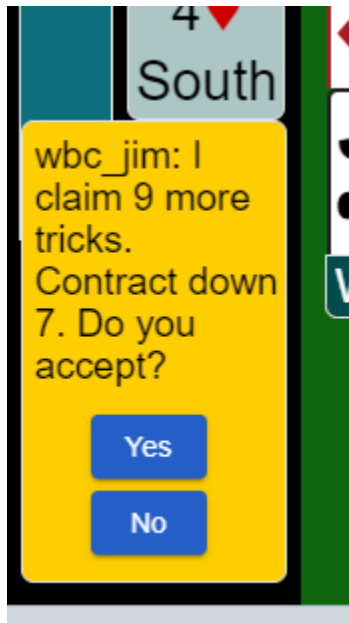 4♥
South
wbc_jim: I
claim 9 more
tricks.
Contract down
7. Do you
accept?
Yes
No